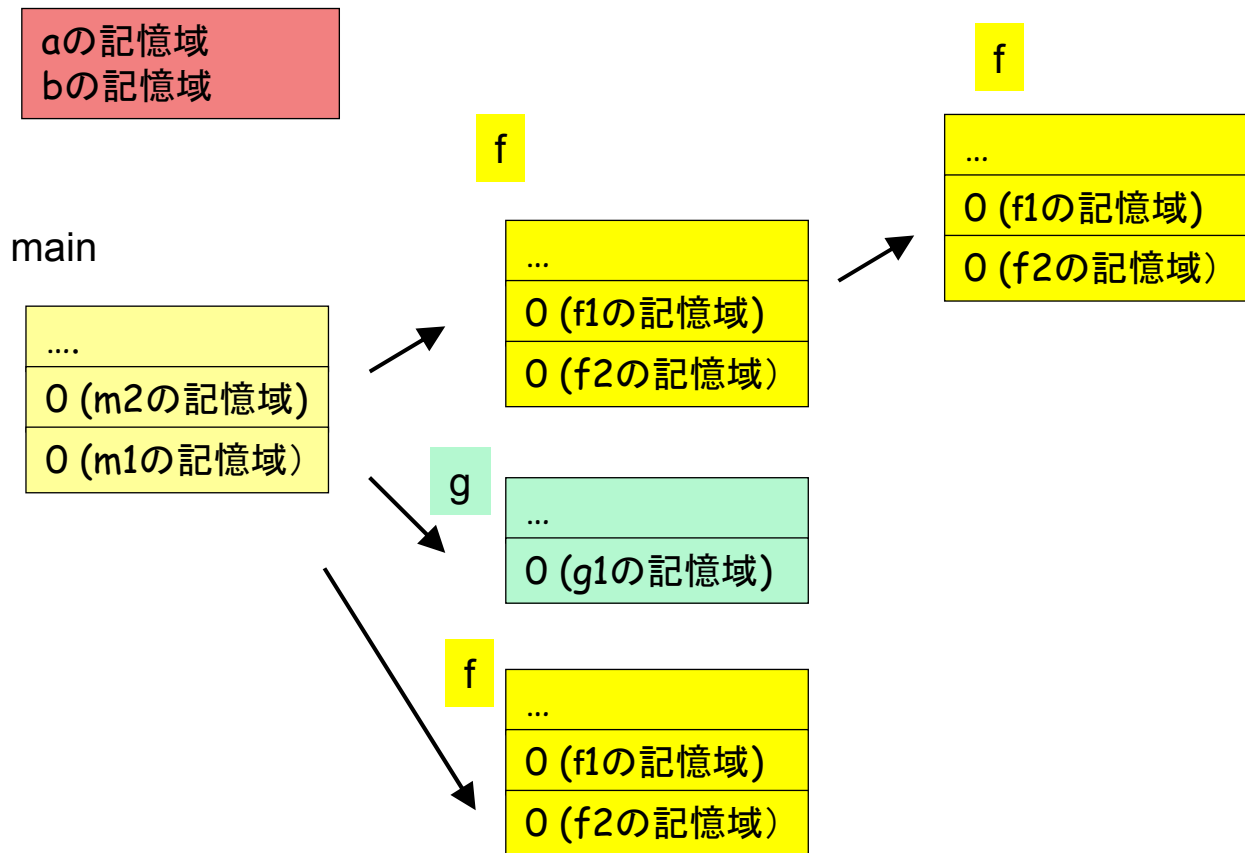 aの記憶域
bの記憶域
main
....
0 (m2の記憶域)
0 (m1の記憶域）
f
...
0 (f1の記憶域)
0 (f2の記憶域）
f
...
0 (f1の記憶域)
0 (f2の記憶域）
g
...
0 (g1の記憶域)
f
...
0 (f1の記憶域)
0 (f2の記憶域）